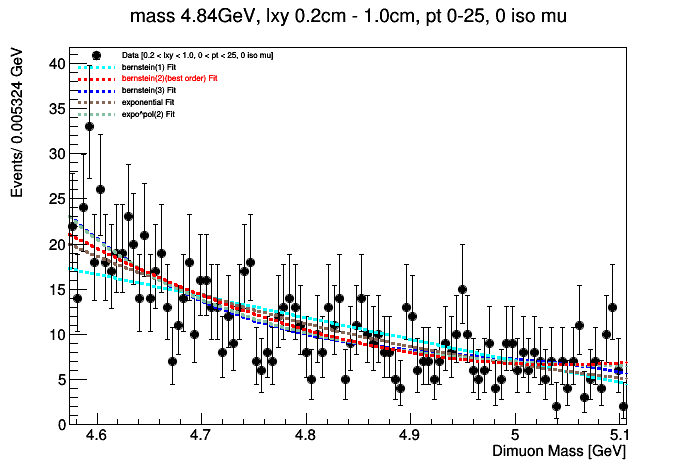 mass 4.84GeV, lxy 0.2cm - 1.0cm, pt 0-25, 0 iso mu
Events/ 0.005324 GeV
Data [0.2 < lxy < 1.0, 0 < pt < 25, 0 iso mu]
bernstein(1) Fit
bernstein(2)(best order) Fit
bernstein(3) Fit
exponential Fit
expo*pol(2) Fit
40
35
30
25
20
15
10
5
0
4.6 4.7 4.8 4.9 5 5.1
Dimuon Mass [GeV]